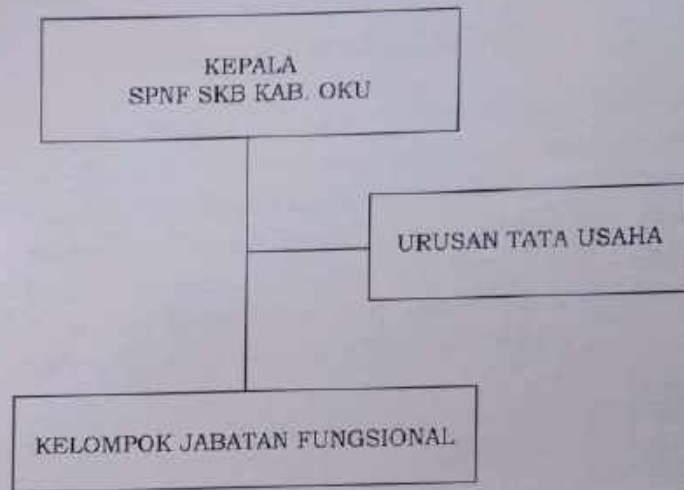 KEPALA
SPNF SKB KAB. OKU
URUSAN TATA USAHA
KELOMPOK JABATAN FUNGSIONAL